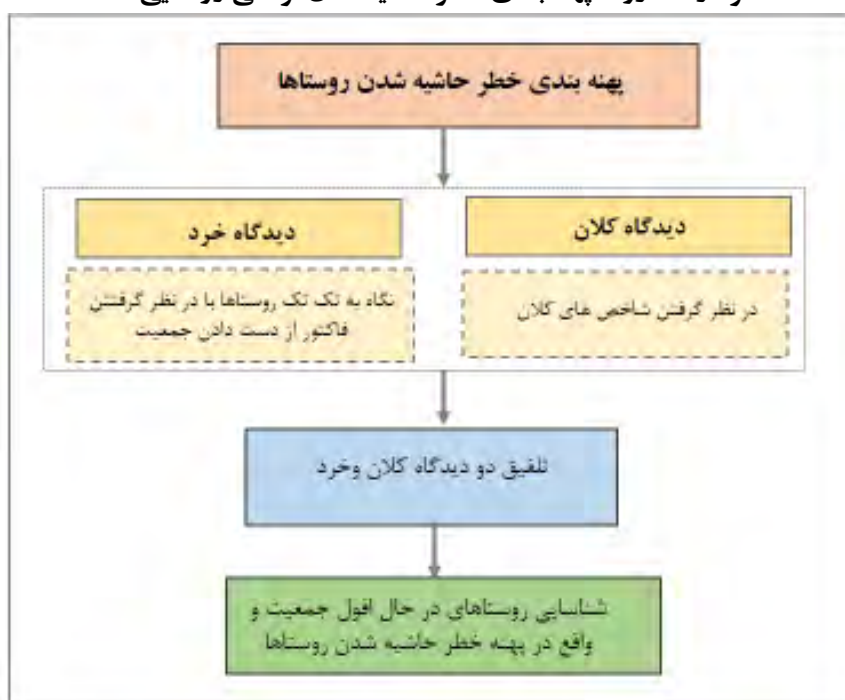 پهنه بندی خطر حاشیه شدن روستاها
دیدگاه کلان
در نظر گرفتن شاخص های کلان
دیدگاه خرد
نگاه به تک تک روستاها با در نظر گرفتن
فاکتور از دست دادن جمعیت
تلفیق دو دیدگاه کلان وخرد
شناسایی روستاهای در حال افول جمعیت و
واقع در پهنه خطر حاشیه شدن روستاها